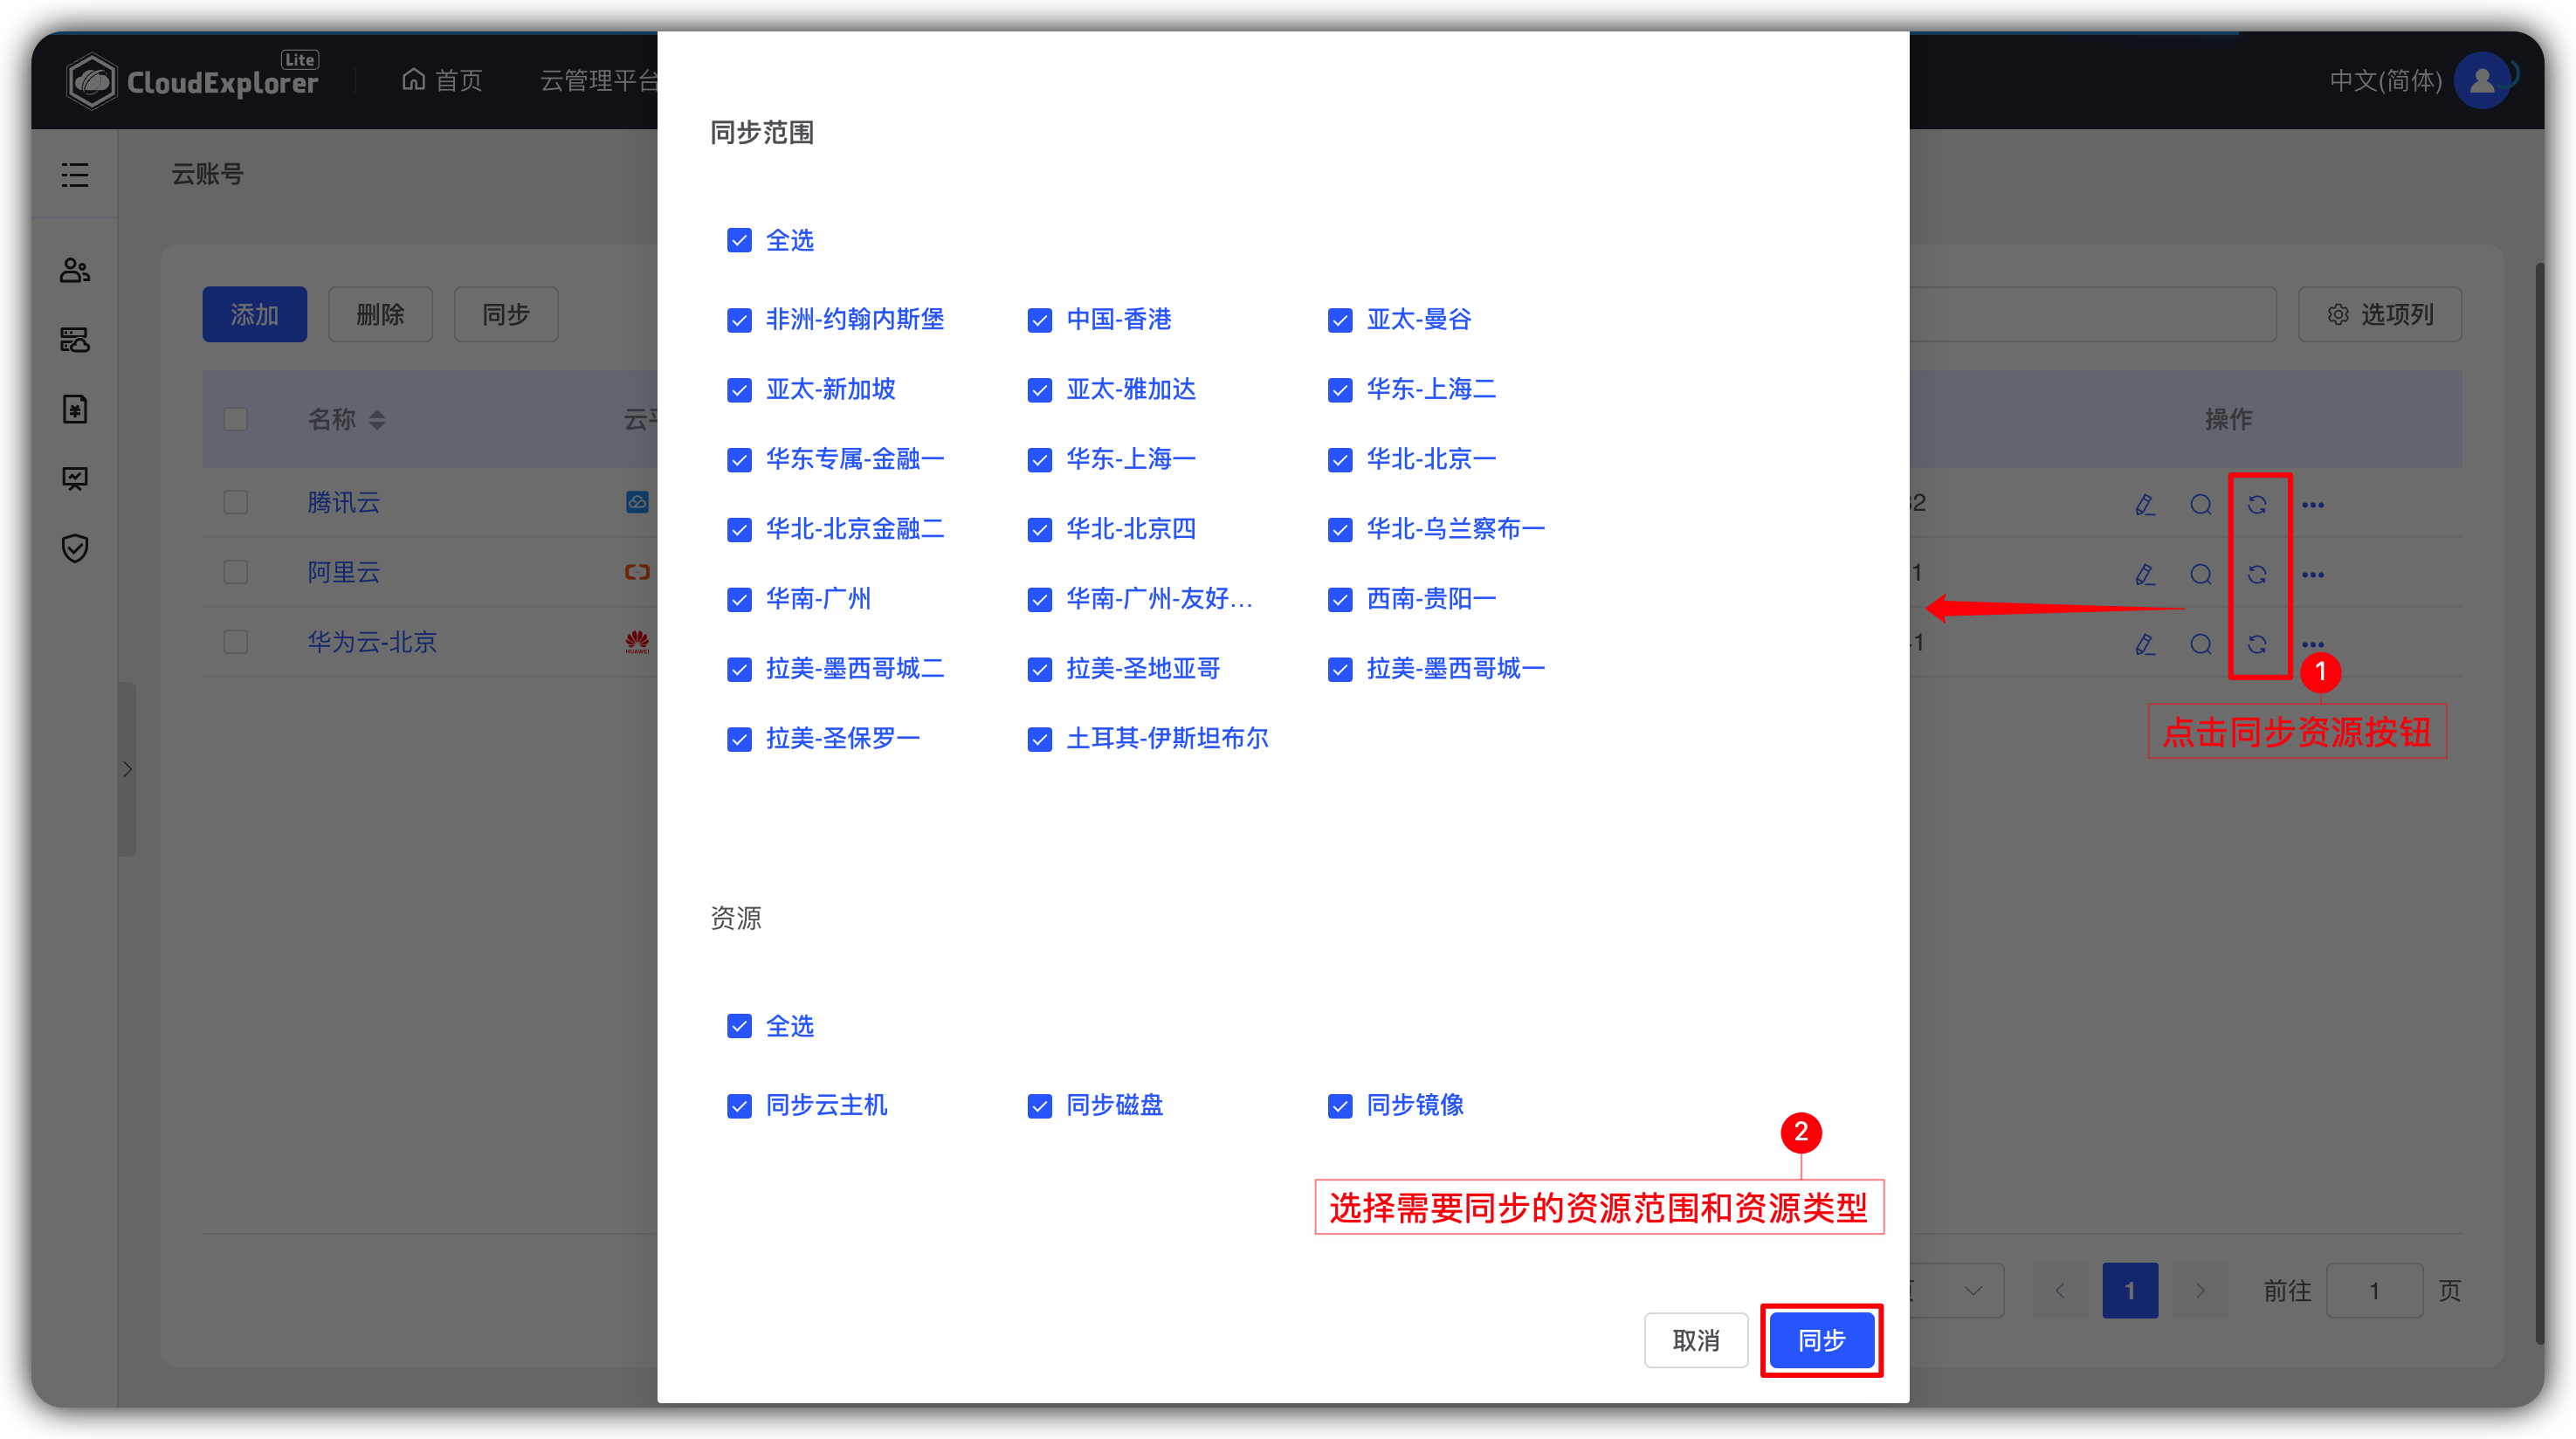 CloudExplorer Lite
首页
云管理平台
中文(简体)
云账号
添加
删除
同步
选项列
名称
操作
腾讯云
阿里云
华为云-北京
HUAWEI
同步范围
全选
非洲-约翰内斯堡
中国-香港
亚太-曼谷
亚太-新加坡
亚太-雅加达
华东-上海二
华东专属-金融一
华东-上海一
华北-北京一
华北-北京金融二
华北-北京四
华北-乌兰察布一
华南-广州
华南-广州-友好...
西南-贵阳一
拉美-墨西哥城二
拉美-圣地亚哥
拉美-墨西哥城一
拉美-圣保罗一
土耳其-伊斯坦布尔
1
点击同步资源按钮
资源
全选
同步云主机
同步磁盘
同步镜像
2
选择需要同步的资源范围和资源类型
取消
同步
1
前往
1
页